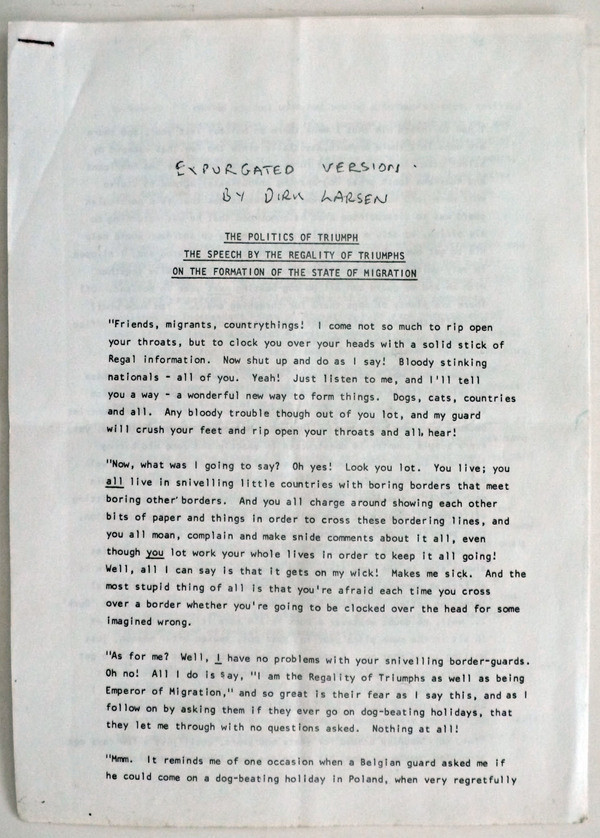 EXPURGATED VERSION.
BY DIRK LARSEN
THE POLITICS OF TRIUMPH
THE SPEECH BY THE REGALITY OF TRIUMPHS
ON THE FORMATION OF THE STATE OF MIGRATION
"Friends, migrants, countrythings! I come not so much to rip open
your throats, but to clock you over your heads with a solid stick of
Regal information. Now shut up and do as I say! Bloody stinking
nationals - all of you. Yeah! Just listen to me, and I'll tell
you a way - a wonderful new way to form things. Dogs, cats, countries
and all. Any bloody trouble though out of you lot, and my guard
will crush your feet and rip open your throats and all, hear!
"Now, what was I going to say? Oh yes! Look you lot. You live; you
all live in snivelling little countries with boring borders that meet
boring other borders. And you all charge around showing each other
bits of paper and things in order to cross these bordering lines, and
you all moan, complain and make snide comments about it all, even
though you lot work your whole lives in order to keep it all going!
Well, all I can say is that it gets on my wick! Makes me sick. And the
most stupid thing of all is that you're afraid each time you cross
over a border whether you're going to be clocked over the head for some
imagined wrong.
"As for me? Well, I have no problems with your snivelling border-guards.
Oh no! All I do is say, "I am the Regality of Triumphs as well as being
Emperor of Migration," and so great is their fear as I say this, and as I
follow on by asking them if they ever go on dog-beating holidays, that
they let me through with no questions asked. Nothing at all!
"Mmm. It reminds me of one occasion when a Belgian guard asked me if
he could come on a dog-beating holiday in Poland, when very regretfully